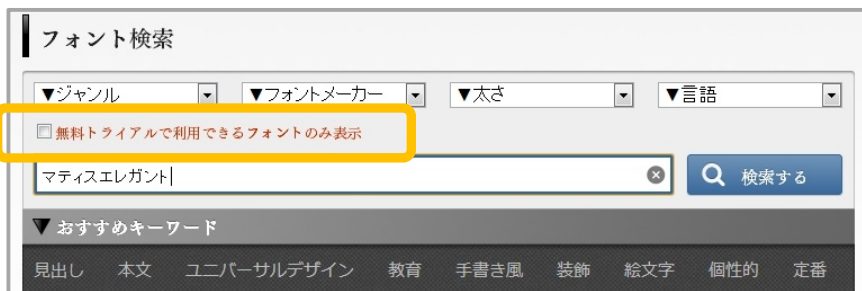 フォント検索
▼ジャンル ▼フォントメーカー ▼太さ ▼言語
無料トライアルで利用できるフォントのみ表示
マティスエレガント 検索する
▼おすすめキーワード
見出し 本文 ユニバーサルデザイン 教育 手書き風 装飾 絵文字 個性的 定番